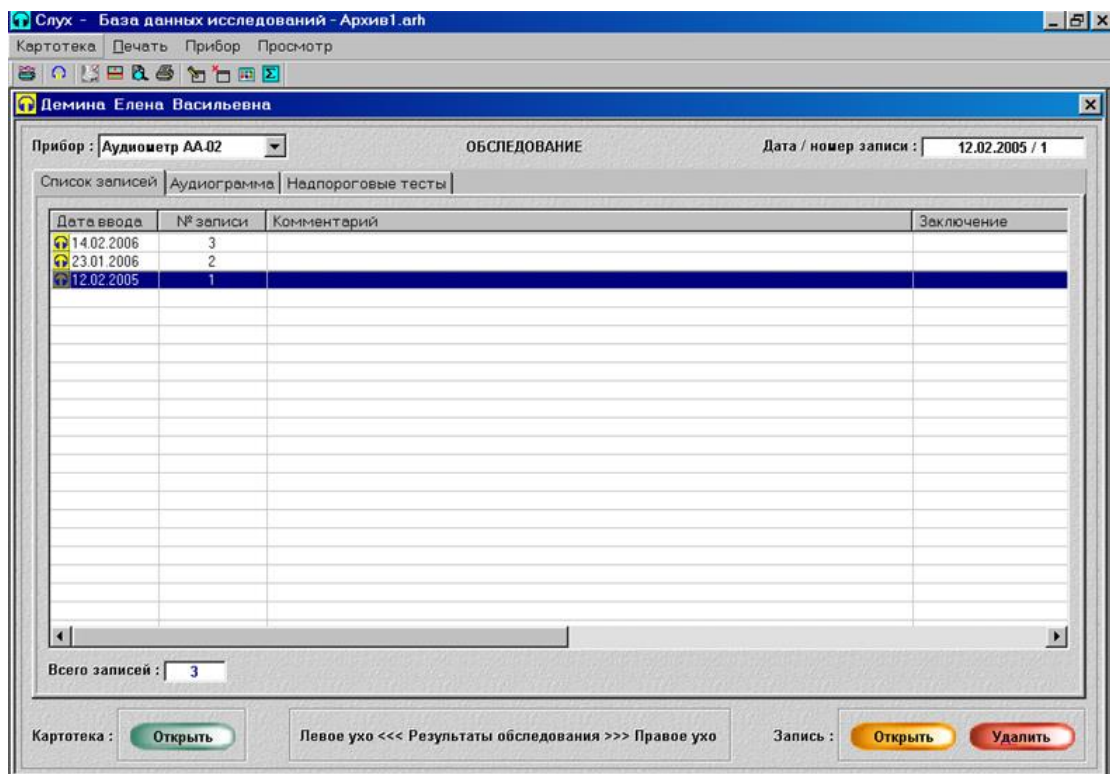 Слух - База данных исследований - Архив1.arh
Картотека Печать Прибор Просмотр
Демина Елена Васильевна
Прибор : Аудиометр АА-02 ОБСЛЕДОВАНИЕ Дата / номер записи : 12.02.2005 / 1
Список записей Аудиограмма Надпороговые тесты
Дата ввода № записи Комментарий Заключение
14.02.2006 3
23.01.2006 2
12.02.2005 1
Всего записей : 3
Картотека : Открыть Левое ухо <<< Результаты обследования >>> Правое ухо Запись : Открыть Удалить